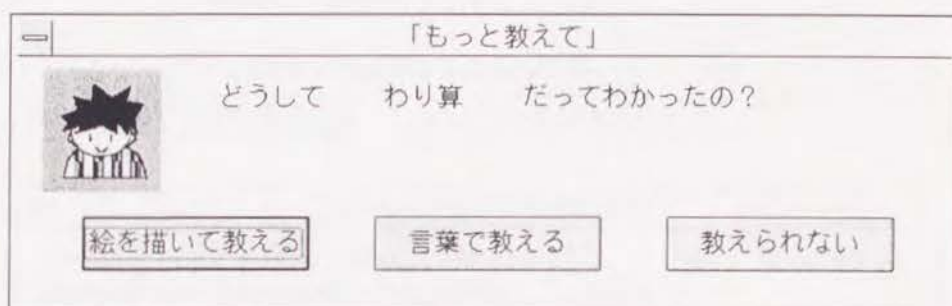 「もっと教えて」
どうして わり算 だってわかったの？
絵を描いて教える 言葉で教える 教えられない